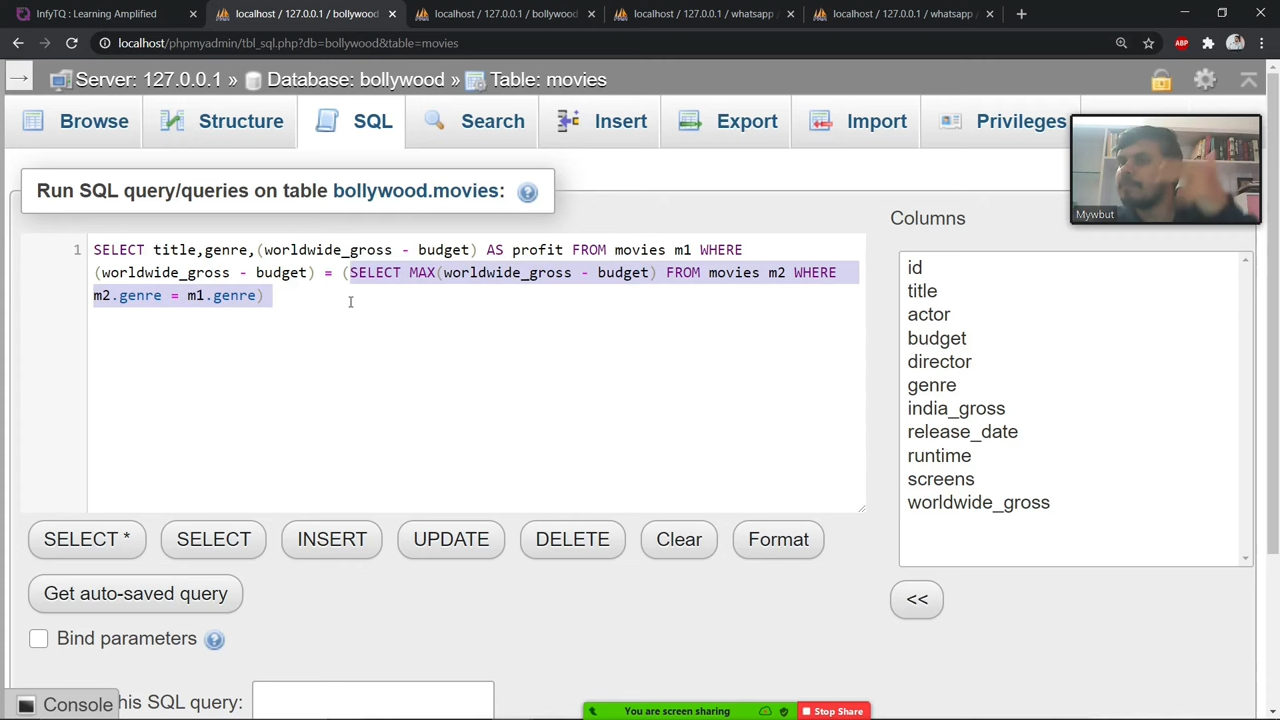 InfyTQ : Learning Amplified
localhost / 127.0.0.1 / bollywood
localhost / 127.0.0.1 / bollywood
localhost / 127.0.0.1 / whatsapp
localhost / 127.0.0.1 / whatsapp
localhost/phpmyadmin/tbl_sql.php?db=bollywood&table=movies
ABP
Server: 127.0.0.1 » Database: bollywood » Table: movies
Browse Structure SQL Search Insert Export Import Privileges
Mywbut
Run SQL query/queries on table bollywood.movies:
Columns
1 SELECT title,genre,(worldwide_gross - budget) AS profit FROM movies m1 WHERE
(worldwide_gross - budget) = (SELECT MAX(worldwide_gross - budget) FROM movies m2 WHERE
m2.genre = m1.genre)
id
title
actor
budget
director
genre
india_gross
release_date
runtime
screens
worldwide_gross
SELECT * SELECT INSERT UPDATE DELETE Clear Format
Get auto-saved query
<<
Bind parameters
Console
his SQL query:
You are screen sharing Stop Share